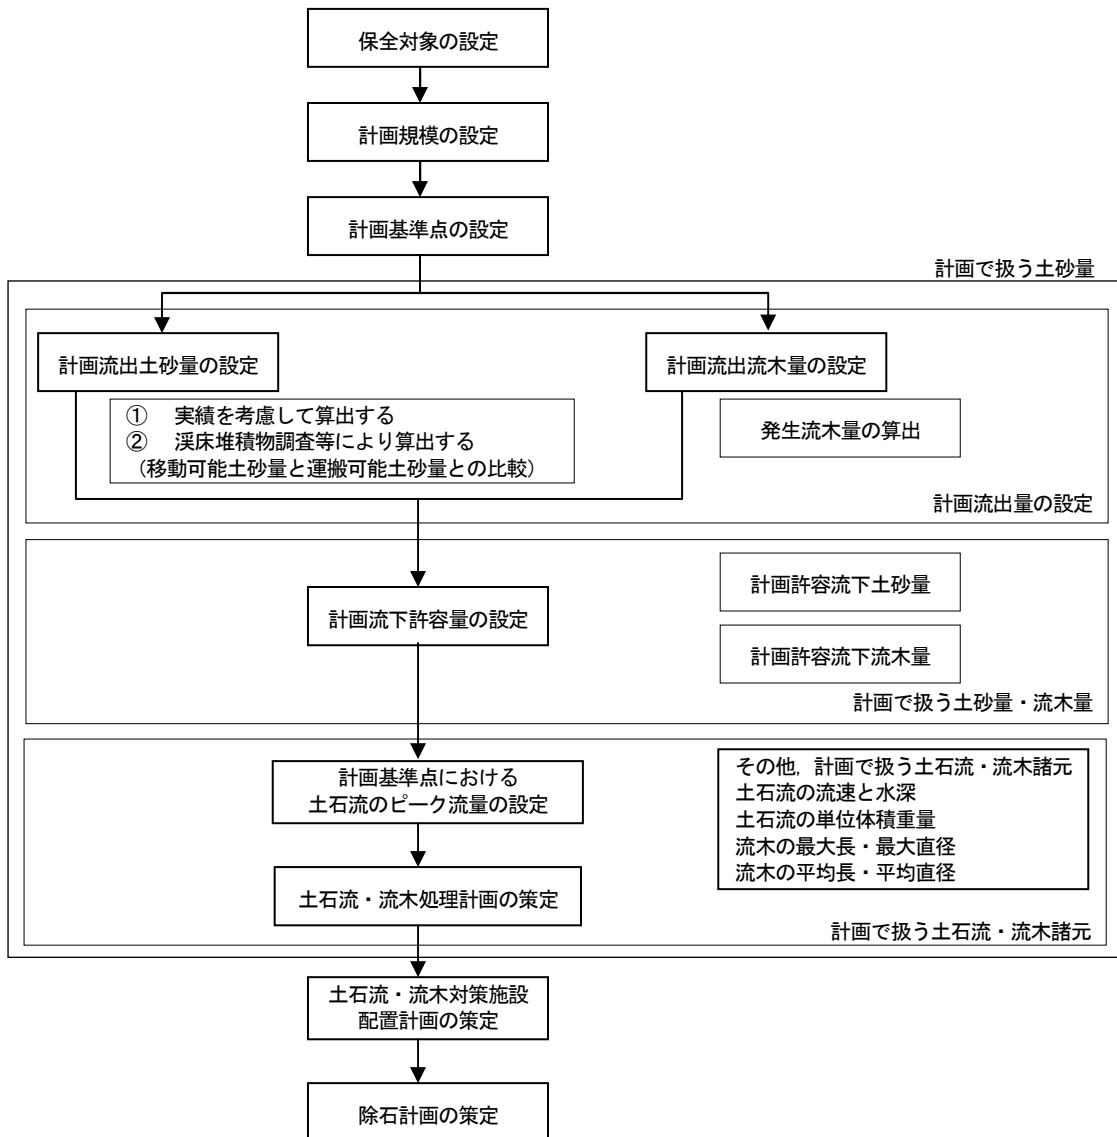 保全対象の設定
計画規模の設定
計画基準点の設定
計画で扱う土砂量
計画流出土砂量の設定
計画流出流木量の設定
① 実績を考慮して算出する
② 渓床堆積物調査等により算出する
（移動可能土砂量と運搬可能土砂量との比較）
発生流木量の算出
計画流出量の設定
計画許容流下土砂量
計画流下許容量の設定
計画許容流下流木量
計画で扱う土砂量・流木量
計画基準点における
土石流のピーク流量の設定
その他，計画で扱う土石流・流木諸元
土石流の流速と水深
土石流の単位体積重量
流木の最大長・最大直径
流木の平均長・平均直径
土石流・流木処理計画の策定
計画で扱う土石流・流木諸元
土石流・流木対策施設
配置計画の策定
除石計画の策定